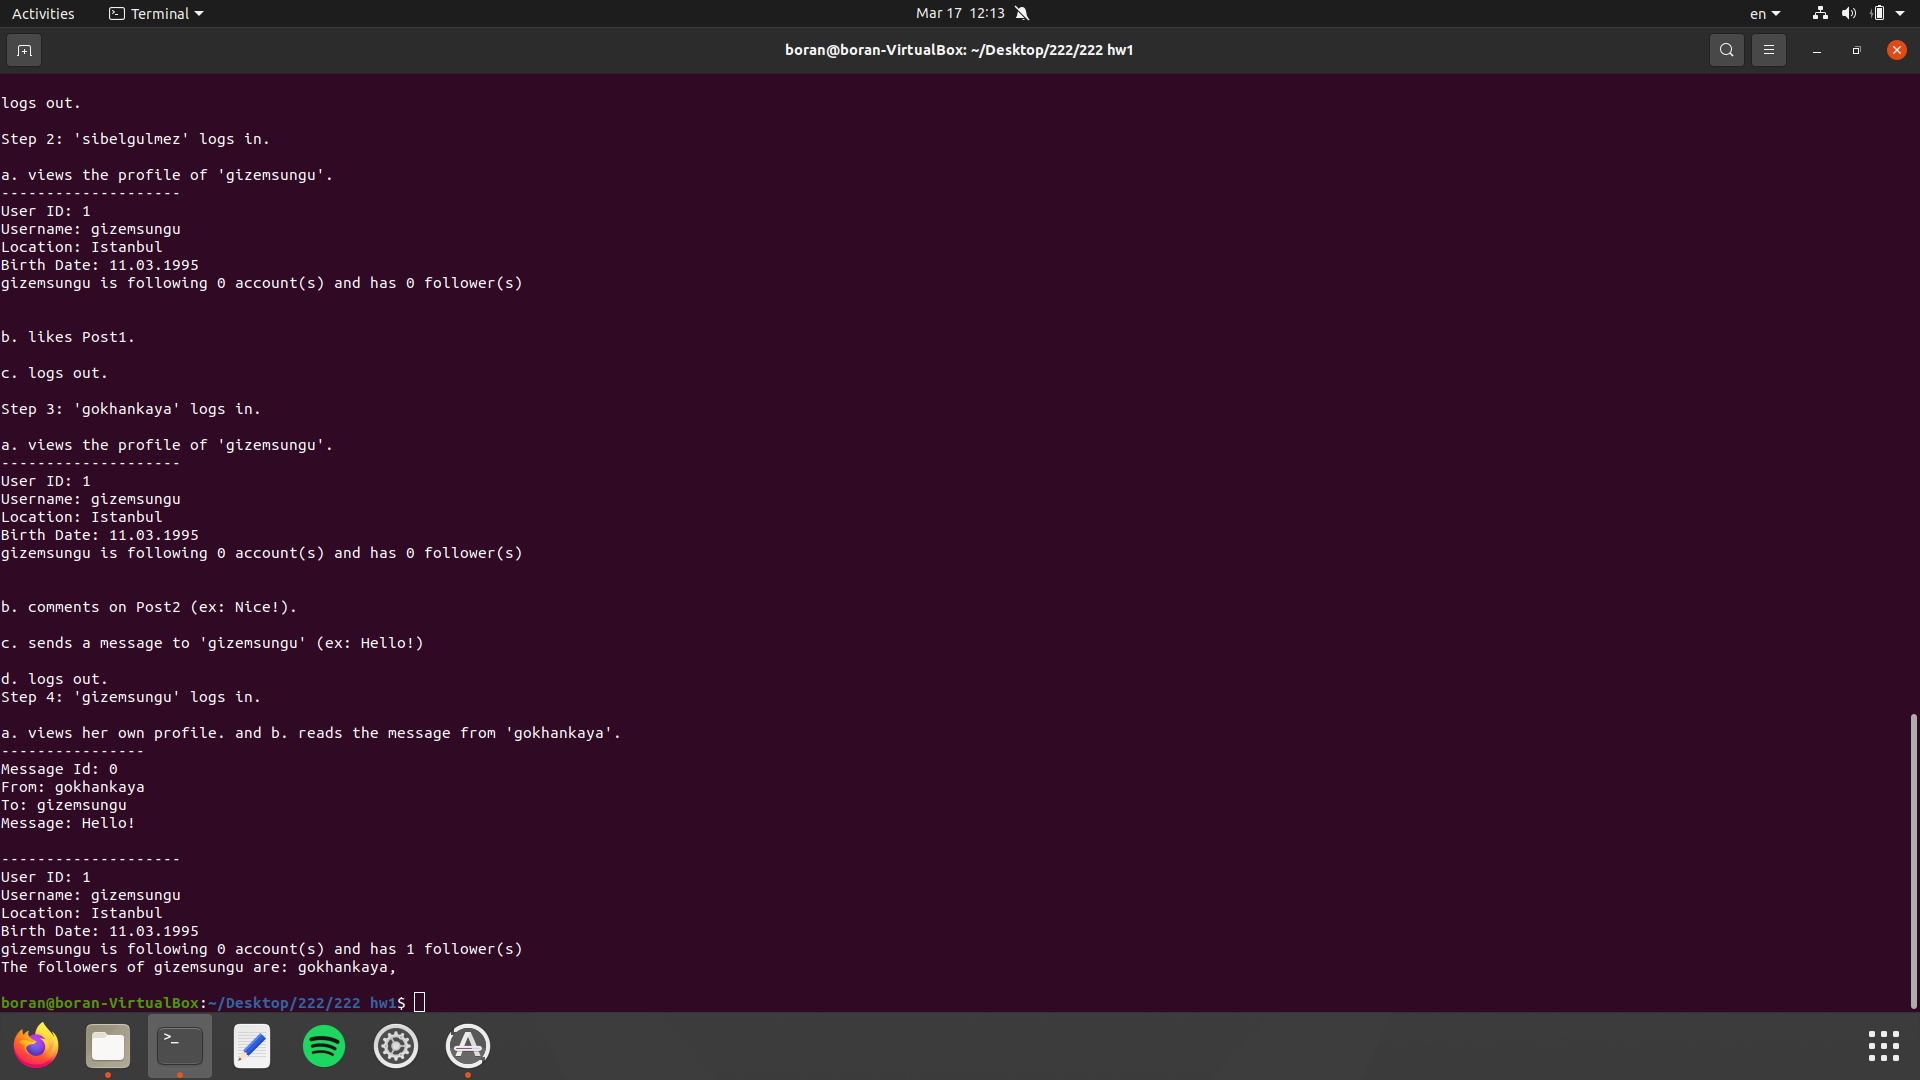 Activities
Terminal
Mar 17 12:13
en
boran@boran-VirtualBox: ~/Desktop/222/222 hw1
logs out.
Step 2: 'sibelgulmez' logs in.
a. views the profile of 'gizemsungu'.
--------------------
User ID: 1
Username: gizemsungu
Location: Istanbul
Birth Date: 11.03.1995
gizemsungu is following 0 account(s) and has 0 follower(s)
b. likes Post1.
c. logs out.
Step 3: 'gokhankaya' logs in.
a. views the profile of 'gizemsungu'.
--------------------
User ID: 1
Username: gizemsungu
Location: Istanbul
Birth Date: 11.03.1995
gizemsungu is following 0 account(s) and has 0 follower(s)
b. comments on Post2 (ex: Nice!).
c. sends a message to 'gizemsungu' (ex: Hello!)
d. logs out.
Step 4: 'gizemsungu' logs in.
a. views her own profile. and b. reads the message from 'gokhankaya'.
----------------
Message Id: 0
From: gokhankaya
To: gizemsungu
Message: Hello!
--------------------
User ID: 1
Username: gizemsungu
Location: Istanbul
Birth Date: 11.03.1995
gizemsungu is following 0 account(s) and has 1 follower(s)
The followers of gizemsungu are: gokhankaya,
boran@boran-VirtualBox:~/Desktop/222/222 hw1$